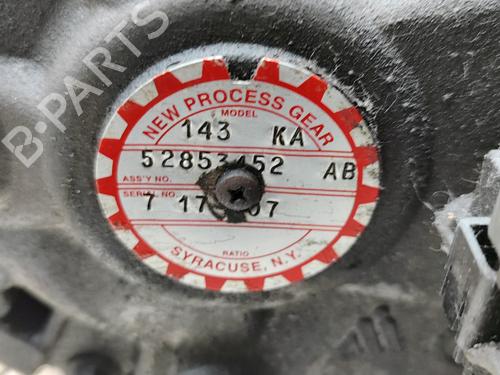 B-PARTS
NEW PROCESS GEAR
MODEL
143 KA
52853452 AB
ASS'Y NO.
SERIAL NO.
RATIO
SYRACUSE, N.Y.